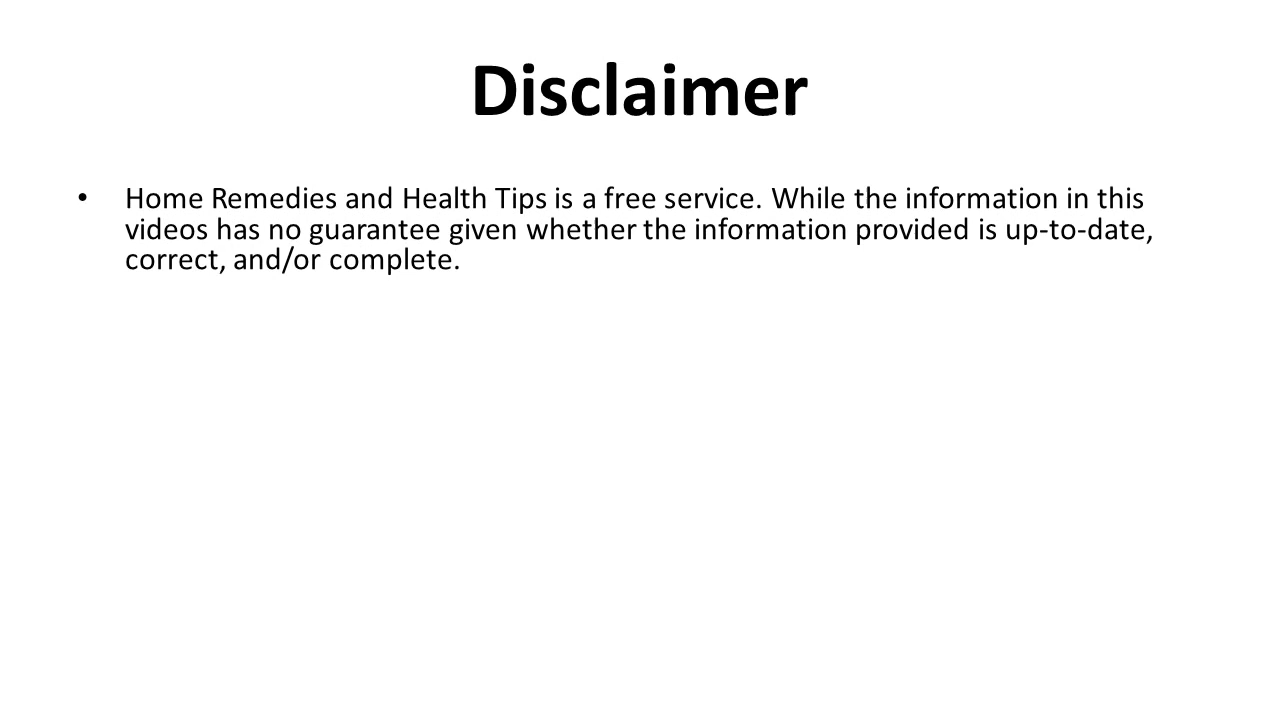 Disclaimer
• Home Remedies and Health Tips is a free service. While the information in this
videos has no guarantee given whether the information provided is up-to-date,
correct, and/or complete.